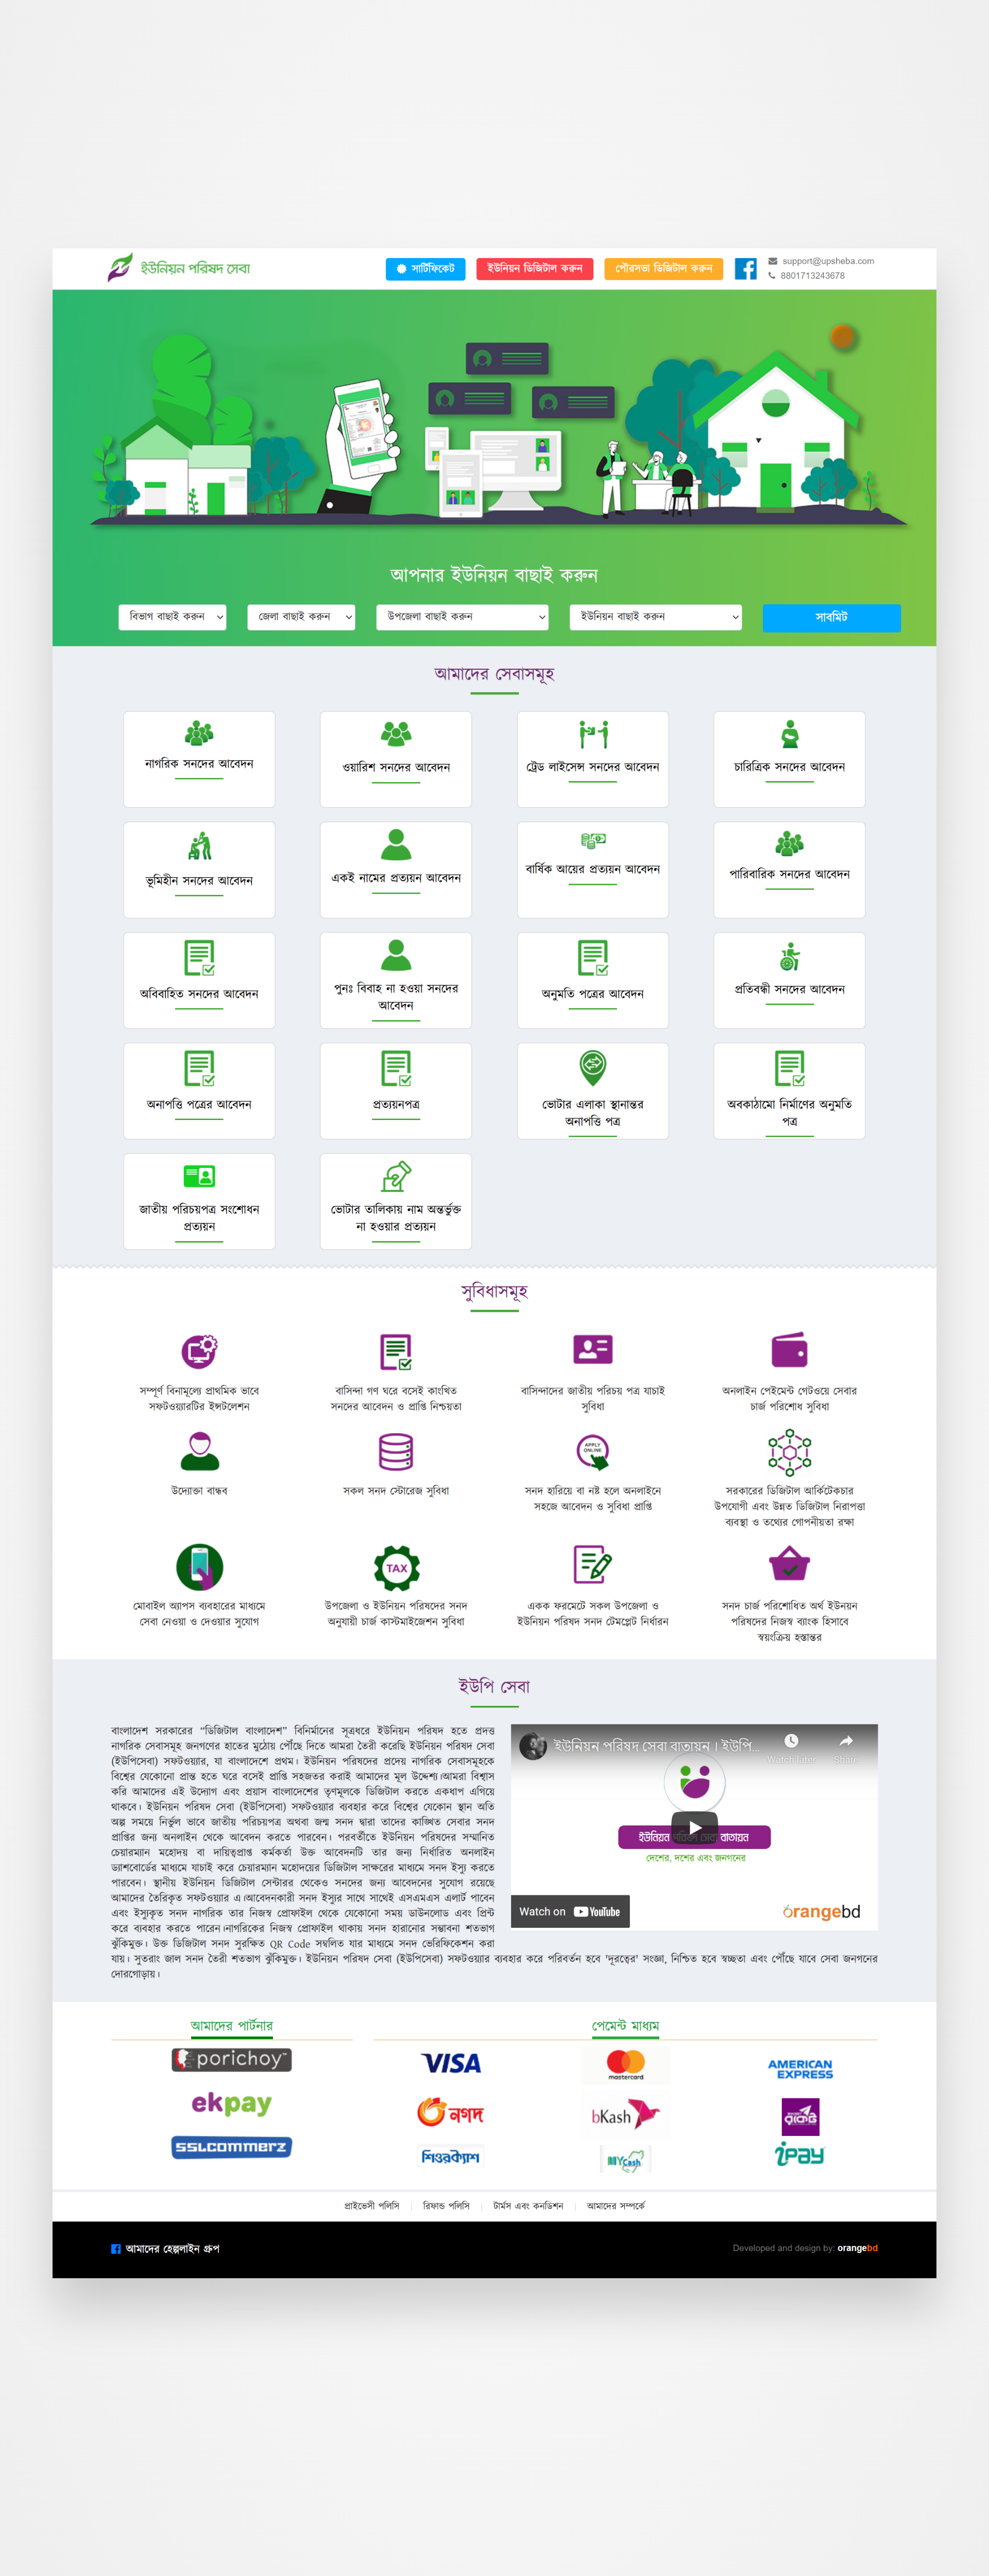 ইউনিয়ন পরিষদ সেবা
সার্টিফিকেট
ইউনিয়ন ডিজিটাল করুন
পৌরসভা ডিজিটাল করুন
support@upsheba.com
8801713243678
আপনার ইউনিয়ন বাছাই করুন
বিভাগ বাছাই করুন
জেলা বাছাই করুন
উপজেলা বাছাই করুন
ইউনিয়ন বাছাই করুন
সাবমিট
আমাদের সেবাসমূহ
নাগরিক সনদের আবেদন
ওয়ারিশ সনদের আবেদন
ট্রেড লাইসেন্স সনদের আবেদন
চারিত্রিক সনদের আবেদন
ভূমিহীন সনদের আবেদন
একই নামের প্রত্যয়ন আবেদন
বার্ষিক আয়ের প্রত্যয়ন আবেদন
পারিবারিক সনদের আবেদন
অবিবাহিত সনদের আবেদন
পুনঃ বিবাহ না হওয়া সনদের
আবেদন
অনুমতি পত্রের আবেদন
প্রতিবন্ধী সনদের আবেদন
অনাপত্তি পত্রের আবেদন
প্রত্যয়নপত্র
ভোটার এলাকা স্থানান্তর
অনাপত্তি পত্র
অবকাঠামো নির্মাণের অনুমতি
পত্র
জাতীয় পরিচয়পত্র সংশোধন
প্রত্যয়ন
ভোটার তালিকায় নাম অন্তর্ভুক্ত
না হওয়ার প্রত্যয়ন
সুবিধাসমূহ
সম্পূর্ণ বিনামূল্যে প্রাথমিক ভাবে
সফটওয়্যারটির ইন্সটলেশন
বাসিন্দা গণ ঘরে বসেই কাংখিত
সনদের আবেদন ও প্রাপ্তি নিশ্চয়তা
বাসিন্দাদের জাতীয় পরিচয় পত্র যাচাই
সুবিধা
অনলাইন পেইমেন্ট গেটওয়ে সেবার
চার্জ পরিশোধ সুবিধা
উদ্যোক্তা বান্ধব
সকল সনদ স্টোরেজ সুবিধা
APPLY
ONLINE
সনদ হারিয়ে বা নষ্ট হলে অনলাইনে
সহজে আবেদন ও সুবিধা প্রাপ্তি
সরকারের ডিজিটাল আর্কিটেকচার
উপযোগী এবং উন্নত ডিজিটাল নিরাপত্তা
ব্যবস্থা ও তথ্যের গোপনীয়তা রক্ষা
মোবাইল অ্যাপস ব্যবহারের মাধ্যমে
সেবা নেওয়া ও দেওয়ার সুযোগ
TAX
উপজেলা ও ইউনিয়ন পরিষদের সনদ
অনুযায়ী চার্জ কাস্টমাইজেশন সুবিধা
একক ফরমেটে সকল উপজেলা ও
ইউনিয়ন পরিষদ সনদ টেমপ্লেট নির্ধারন
সনদ চার্জ পরিশোধিত অর্থ ইউনয়ন
পরিষদের নিজস্ব ব্যাংক হিসাবে
স্বয়ংক্রিয় হস্তান্তর
ইউপি সেবা
বাংলাদেশ সরকারের “ডিজিটাল বাংলাদেশ” বিনির্মানের সূত্রধরে ইউনিয়ন পরিষদ হতে প্রদত্ত
নাগরিক সেবাসমূহ জনগণের হাতের মুঠোয় পৌঁছে দিতে আমরা তৈরী করেছি ইউনিয়ন পরিষদ সেবা
(ইউপিসেবা) সফটওয়্যার, যা বাংলাদেশে প্রথম। ইউনিয়ন পরিষদের প্রদেয় নাগরিক সেবাসমূহকে
বিশ্বের যেকোনো প্রান্ত হতে ঘরে বসেই প্রাপ্তি সহজতর করাই আমাদের মূল উদ্দেশ্য।আমরা বিশ্বাস
করি আমাদের এই উদ্যোগ এবং প্রয়াস বাংলাদেশের তৃণমূলকে ডিজিটাল করতে একধাপ এগিয়ে
থাকবে। ইউনিয়ন পরিষদ সেবা (ইউপিসেবা) সফটওয়্যার ব্যবহার করে বিশ্বের যেকোন স্থান অতি
অল্প সময়ে নির্ভুল ভাবে জাতীয় পরিচয়পত্র অথবা জন্ম সনদ দ্বারা তাদের কাঙ্খিত সেবার সনদ
প্রাপ্তির জন্য অনলাইন থেকে আবেদন করতে পারবেন। পরবর্তীতে ইউনিয়ন পরিষদের সম্মানিত
চেয়ারম্যান মহোদয় বা দায়িত্বপ্রাপ্ত কর্মকর্তা উক্ত আবেদনটি তার জন্য নির্ধারিত অনলাইন
ড্যাশবোর্ডের মাধ্যমে যাচাই করে চেয়ারম্যান মহোদয়ের ডিজিটাল সাক্ষরের মাধ্যমে সনদ ইস্যু করতে
পারবেন। স্থানীয় ইউনিয়ন ডিজিটাল সেন্টারর থেকেও সনদের জন্য আবেদনের সুযোগ রয়েছে
আমাদের তৈরিকৃত সফটওয়্যার এ।আবেদনকারী সনদ ইস্যুর সাথে সাথেই এসএমএস এলার্ট পাবেন
এবং ইস্যুকৃত সনদ নাগরিক তার নিজস্ব প্রোফাইল থেকে যেকোনো সময় ডাউনলোড এবং প্রিন্ট
করে ব্যবহার করতে পারেন।নাগরিকের নিজস্ব প্রোফাইল থাকায় সনদ হারানোর সম্ভাবনা শতভাগ
ঝুঁকিমুক্ত। উক্ত ডিজিটাল সনদ সুরক্ষিত QR Code সম্বলিত যার মাধ্যমে সনদ ভেরিফিকেশন করা
যায়। সুতরাং জাল সনদ তৈরী শতভাগ ঝুঁকিমুক্ত। ইউনিয়ন পরিষদ সেবা (ইউপিসেবা) সফটওয়্যার ব্যবহার করে পরিবর্তন হবে 'দূরত্বের' সংজ্ঞা, নিশ্চিত হবে স্বচ্ছতা এবং পৌঁছে যাবে সেবা জনগনের
দোরগোড়ায়।
ইউনিয়ন পরিষদ সেবা বাতায়ন । ইউপি...
Watch later
Share
ইউনিয়ন পরিষদ সেবা বাতায়ন
দেশের, দশের এবং জনগনের
Watch on YouTube
orangebd
আমাদের পার্টনার
পেমেন্ট মাধ্যম
porichoy
ekpay
SSLCOMMERZ
VISA
mastercard
AMERICAN
EXPRESS
নগদ
bKash
রকেট
শিওরক্যাশ
MYCash
ipay
প্রাইভেসী পলিসি
রিফান্ড পলিসি
টার্মস এবং কনডিশন
আমাদের সম্পর্কে
আমাদের হেল্পলাইন গ্রুপ
Developed and design by: orangebd